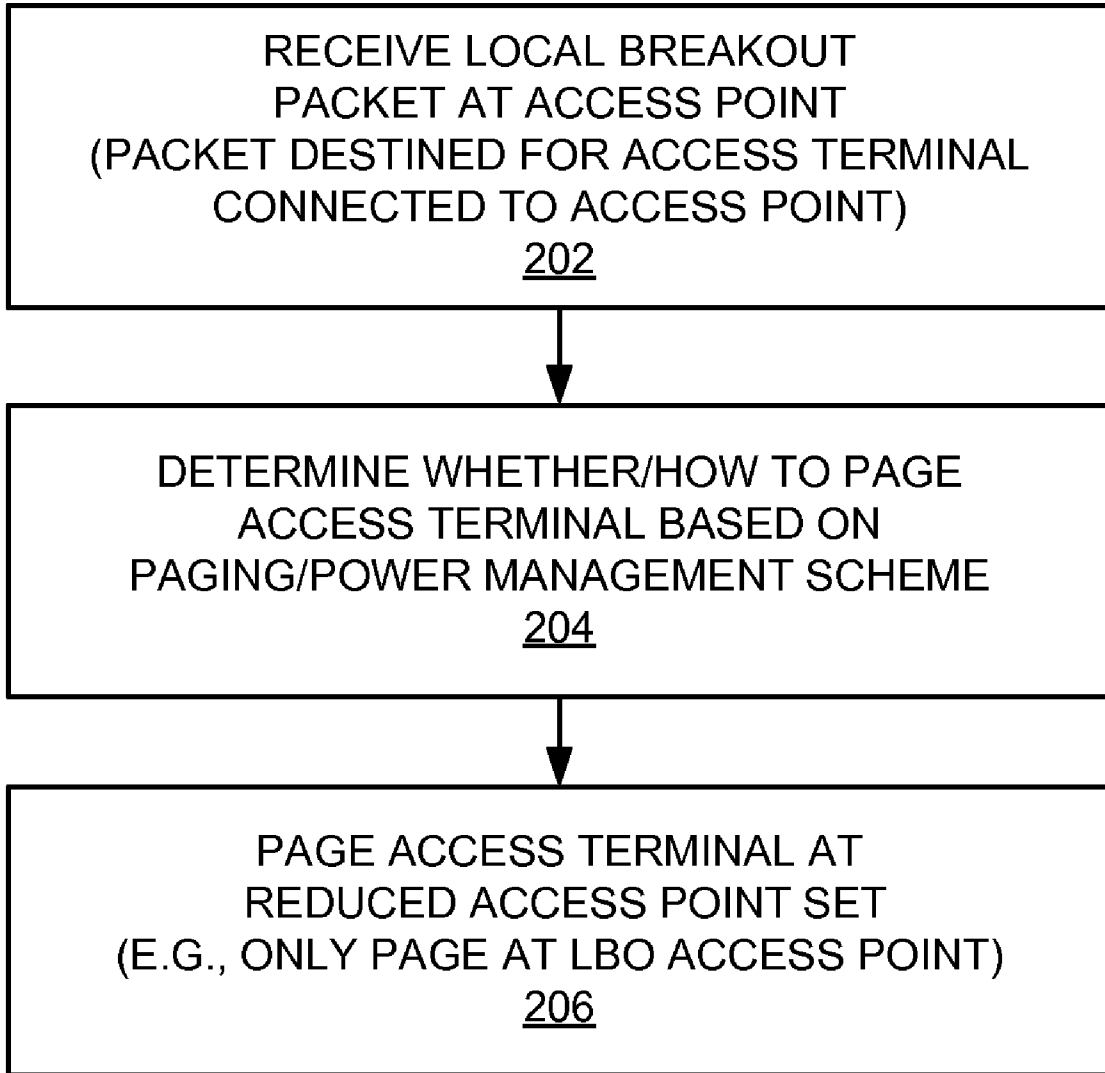 RECEIVE LOCAL BREAKOUT
PACKET AT ACCESS POINT
(PACKET DESTINED FOR ACCESS TERMINAL
CONNECTED TO ACCESS POINT)
202
DETERMINE WHETHER/HOW TO PAGE
ACCESS TERMINAL BASED ON
PAGING/POWER MANAGEMENT SCHEME
204
PAGE ACCESS TERMINAL AT
REDUCED ACCESS POINT SET
(E.G., ONLY PAGE AT LBO ACCESS POINT)
206